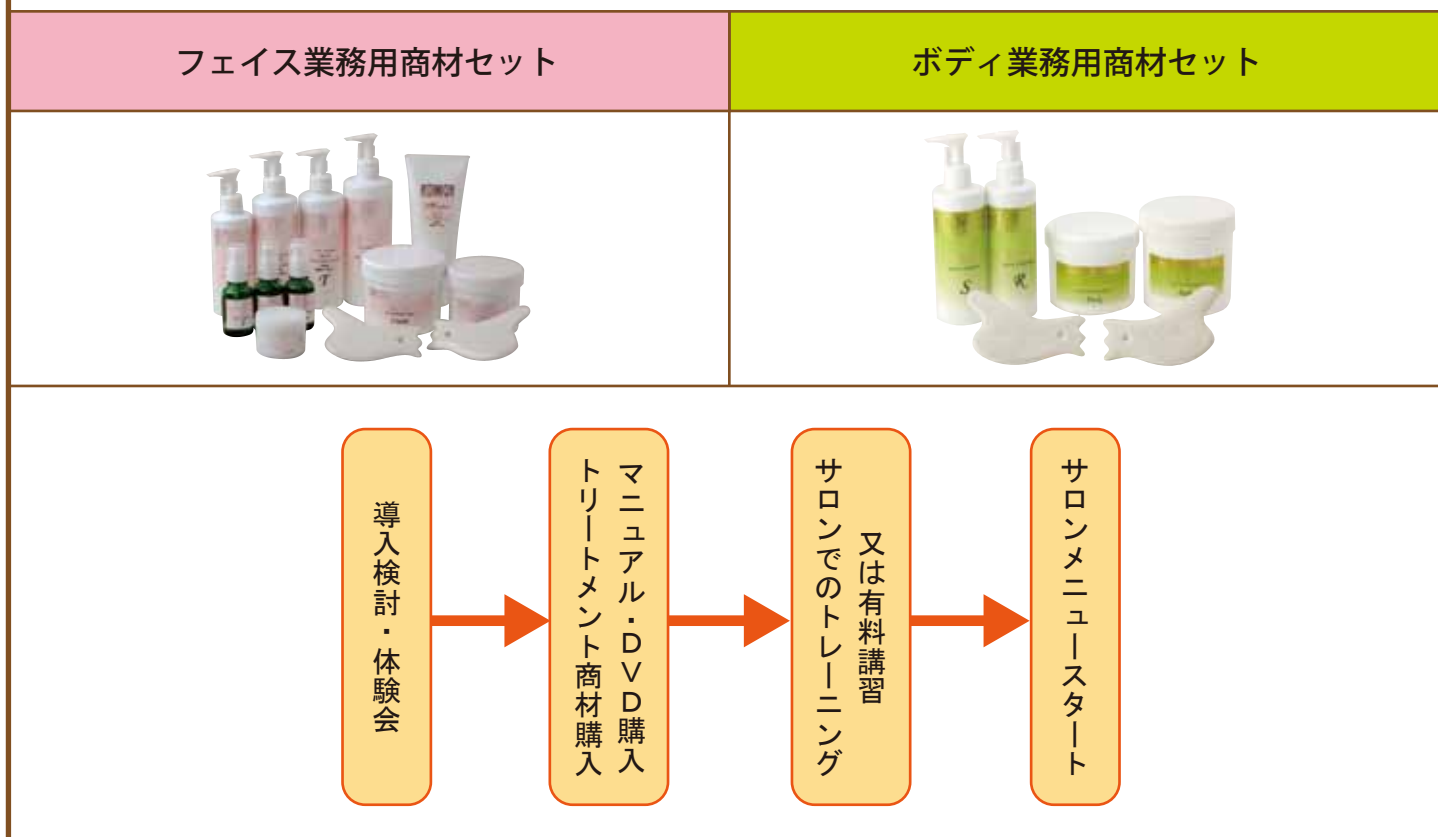 フェイス業務用商材セット
ボディ業務用商材セット
S
R
T
導入検討・体験会
マニュアル・DVD購入
トリートメント商材購入
サロンでのトレーニング
又は有料講習
サロンメニュースタート